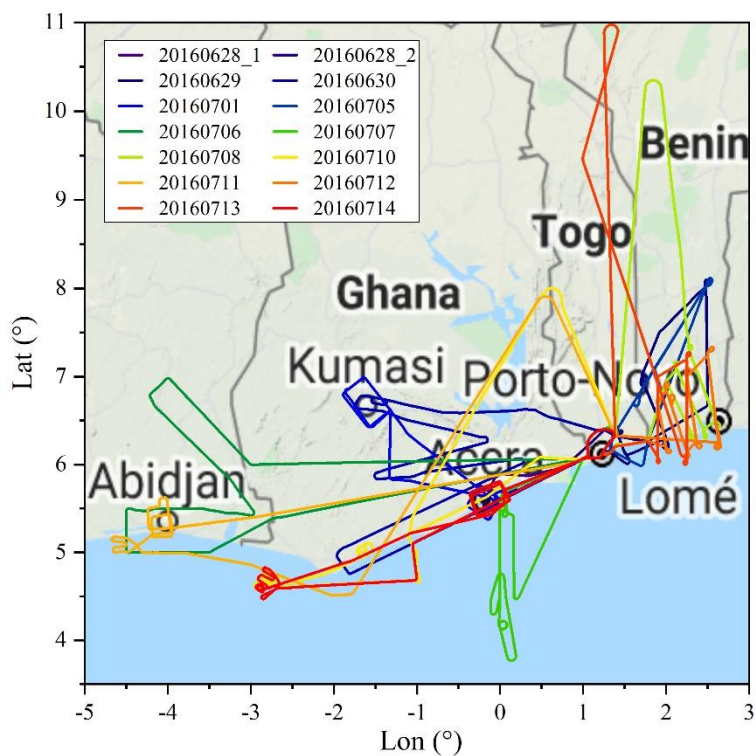 11
10
9
8
7
6
5
4
Lat (°)
20160628_1 20160628_2
20160629 20160630
20160701 20160705
20160706 20160707
20160708 20160710
20160711 20160712
20160713 20160714
Benin
Togo
Ghana
Kumasi Porto-Novo
Accra
Abidjan Lomé
-5 -4 -3 -2 -1 0 1 2 3
Lon (°)